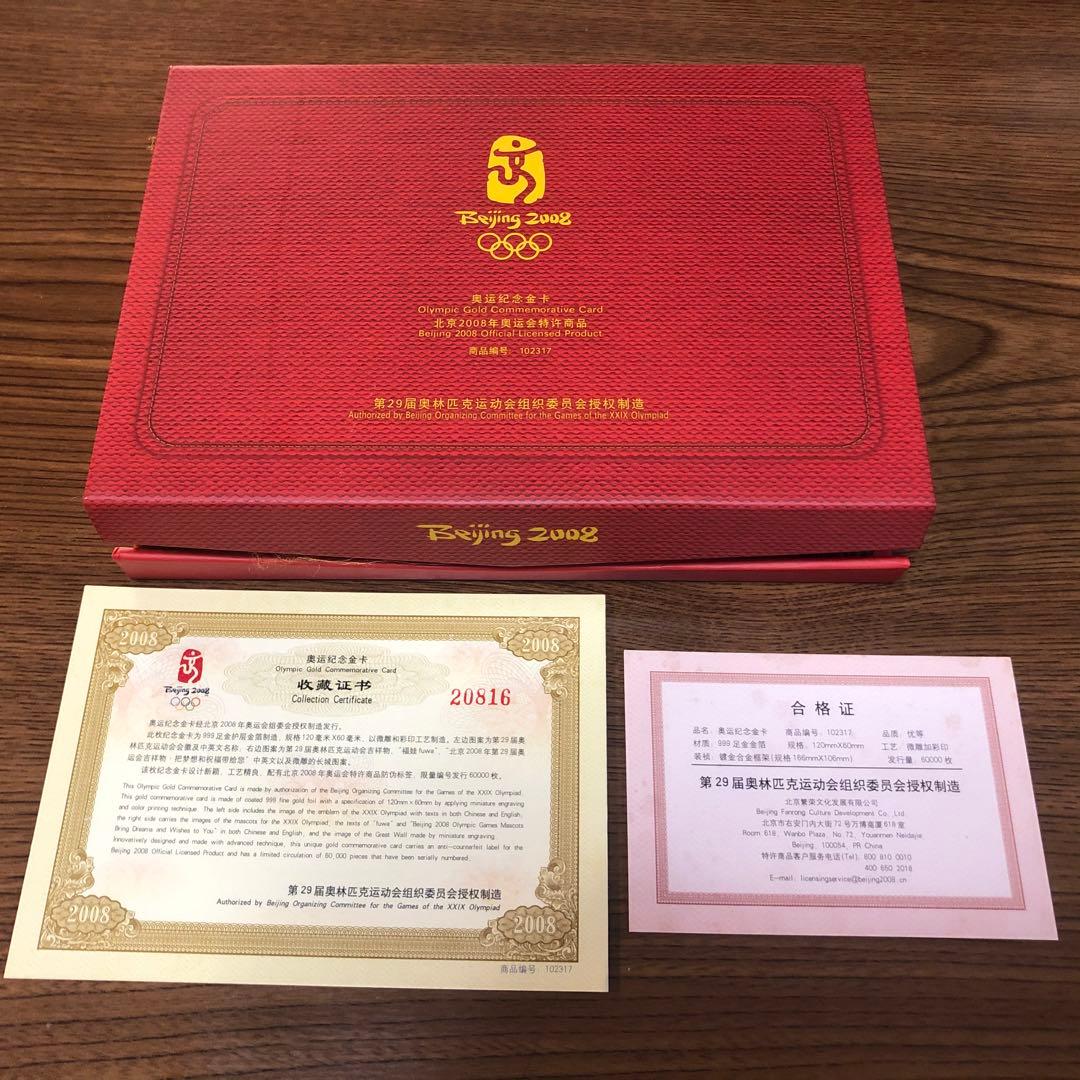 Beijing 2008
奥运纪念金卡
Olympic Gold Commemorative Card
北京2008年奥运会特许商品
Beijing 2008 Official Licensed Product
商品编号: 102317
第29届奥林匹克运动会组织委员会授权制造
Authorized by Beijing Organizing Committee for the Games of the XXIX Olympiad
Beijing 2008
2008
2008
Beijing 2008
奥运纪念金卡
Olympic Gold Commemorative Card
收藏证书
Collection Certificate
20816
奥运纪念金卡经北京2008年奥运会组委会授权制造发行。
此枚纪念金卡为999足金护层金箔制造，规格120毫米X60毫米，以微雕和彩印工艺制造。左边图案为第29届奥
林匹克运动会会徽及中英文名称，右边图案为第29届奥林匹克运动会吉祥物、“福娃fuwa”、“北京2008年第29届奥
运会吉祥物·把梦想和祝福带给您”中英文以及微雕的长城图案。
该枚纪念金卡设计新颖，工艺精良，配有北京2008年奥运会特许商品防伪标签，限量编号发行60000枚。
This Olympic Gold Commemorative Card is made by authorization of the Beijing Organizing Committee for the Games of the XXIX Olympiad.
This gold commemorative card is made of coated 999 fine gold foil with a specification of 120mm×60mm by applying miniature engraving
and color printing technique. The left side includes the image of the emblem of the XXIX Olympiad with texts in both Chinese and English,
the right side carries the images of the mascots for the XXIX Olympiad, the texts of “fuwa” and “Beijing 2008 Olympic Games Mascots
Bring Dreams and Wishes to You” in both Chinese and English, and the image of the Great Wall made by miniature engraving.
Innovatively designed and made with advanced technique, this unique gold commemorative card carries an anti-counterfeit label for the
Beijing 2008 Official Licensed Product and has a limited circulation of 60 000 pieces that have been serially numbered.
第29届奥林匹克运动会组织委员会授权制造
Authorized by Beijing Organizing Committee for the Games of the XXIX Olympiad
2008
2008
商品编号: 102317
合格证
品名: 奥运纪念金卡 商品编号: 102317 品质: 优等
材质: 999足金金箔 规格: 120mmX60mm 工艺: 微雕加彩印
装帧: 镀金合金框架(规格166mmX106mm) 发行量: 60000枚
第29届奥林匹克运动会组织委员会授权制造
北京繁荣文化发展有限公司
Beijing Fanrong Culture Development Co., Ltd.
北京市右安门内大街72号万博商厦618室
Room 618, Wanbo Plaza, No.72, Youanmen Neidajie
Beijing, 100054, PR China
特许商品客户服务电话(Tel): 800 810 0010
400 650 2018
E-mail: licensingservice@beijing2008.cn